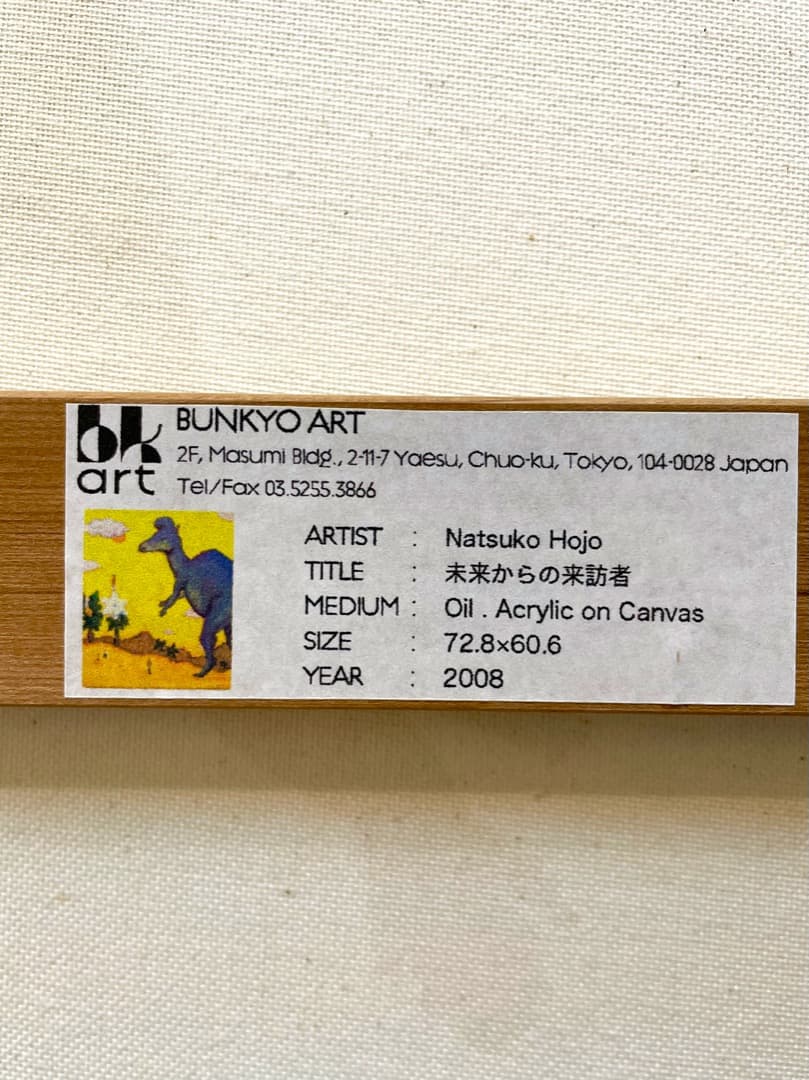 bk art
BUNKYO ART
2F, Masumi Bldg., 2-11-7 Yaesu, Chuo-ku, Tokyo, 104-0028 Japan
Tel/Fax 03.5255.3866
ARTIST : Natsuko Hojo
TITLE : 未来からの来訪者
MEDIUM : Oil . Acrylic on Canvas
SIZE : 72.8×60.6
YEAR : 2008